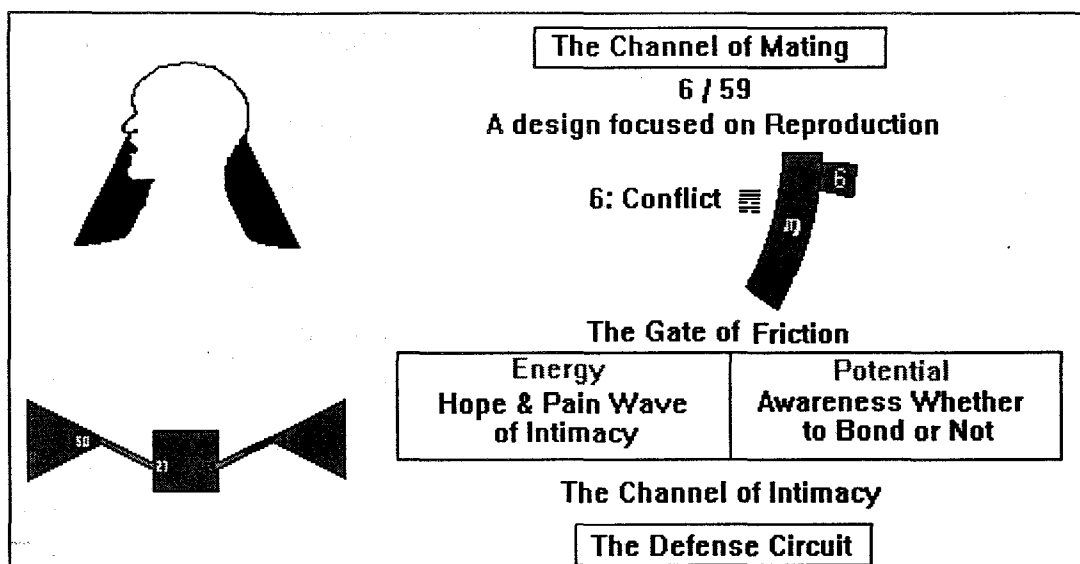 The Channel of Mating
6 / 59
A design focused on Reproduction
6
6: Conflict
The Gate of Friction
Energy
Hope & Pain Wave
of Intimacy
Potential
Awareness Whether
to Bond or Not
50
The Channel of Intimacy
The Defense Circuit